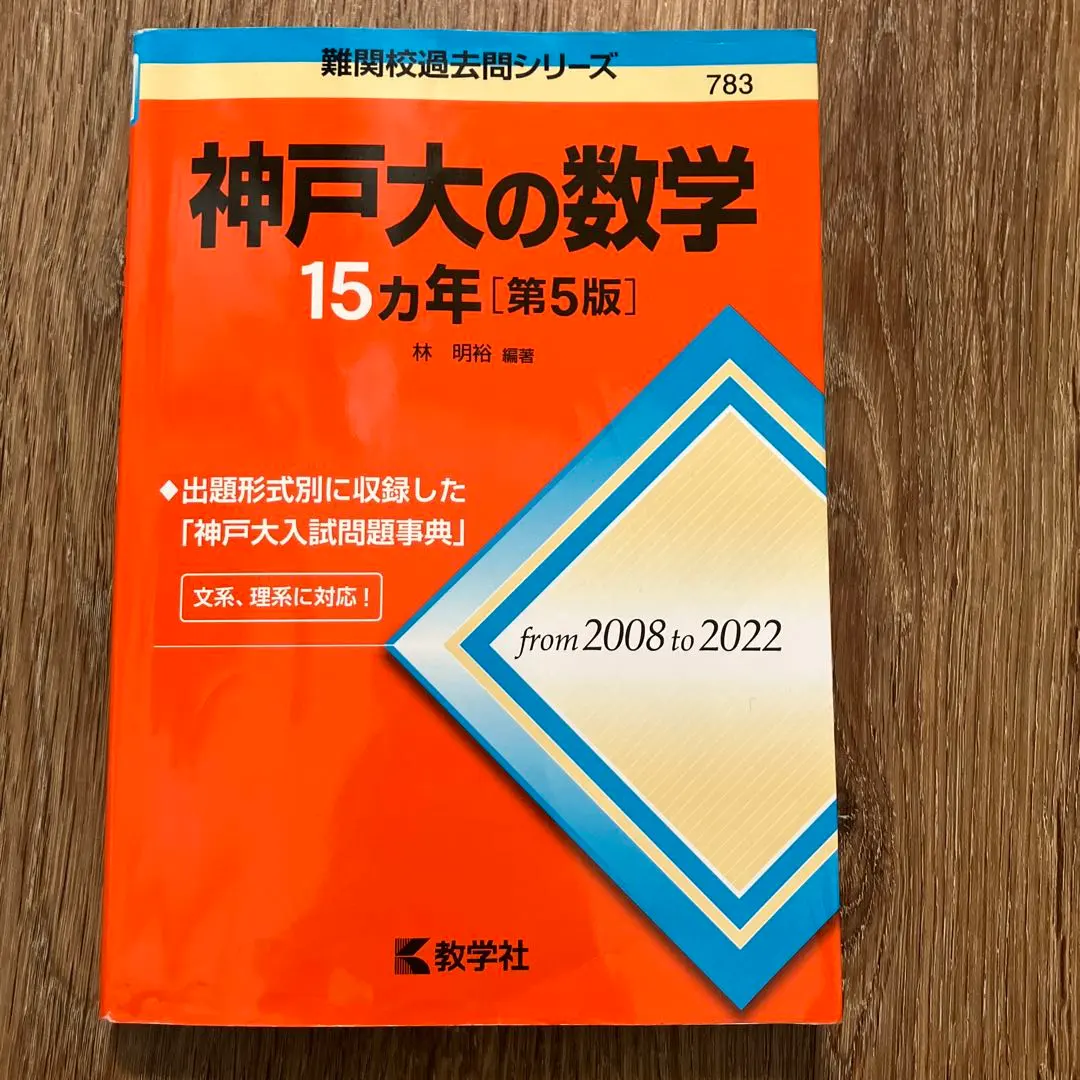 難関校過去問シリーズ
783
神戸大の数学
15カ年[第5版]
林 明裕 編著
◆出題形式別に収録した
「神戸大入試問題事典」
文系、理系に対応！
from 2008 to 2022
教学社